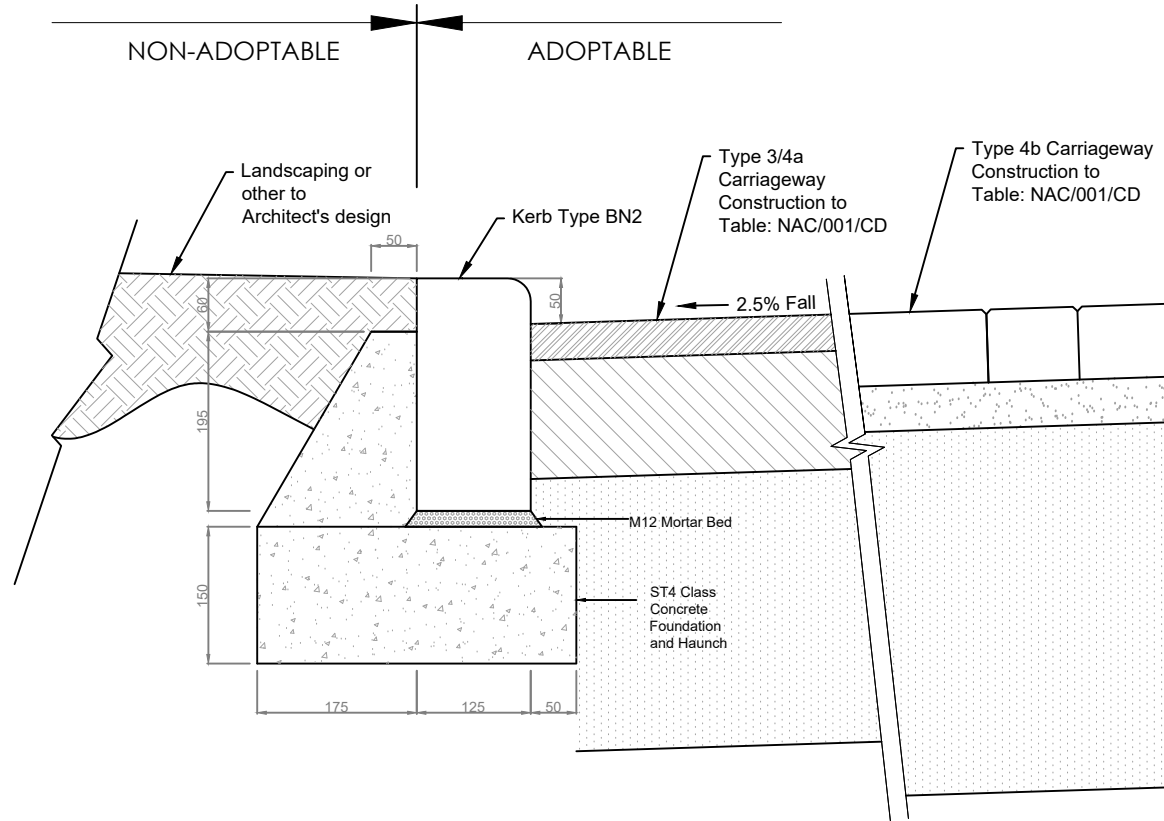 NON-ADOPTABLE
ADOPTABLE
Landscaping or
other to
Architect's design
Kerb Type BN2
Type 3/4a
Carriageway
Construction to
Table: NAC/001/CD
Type 4b Carriageway
Construction to
Table: NAC/001/CD
50
60
50
2.5% Fall
195
M12 Mortar Bed
150
ST4 Class
Concrete
Foundation
and Haunch
175
125
50